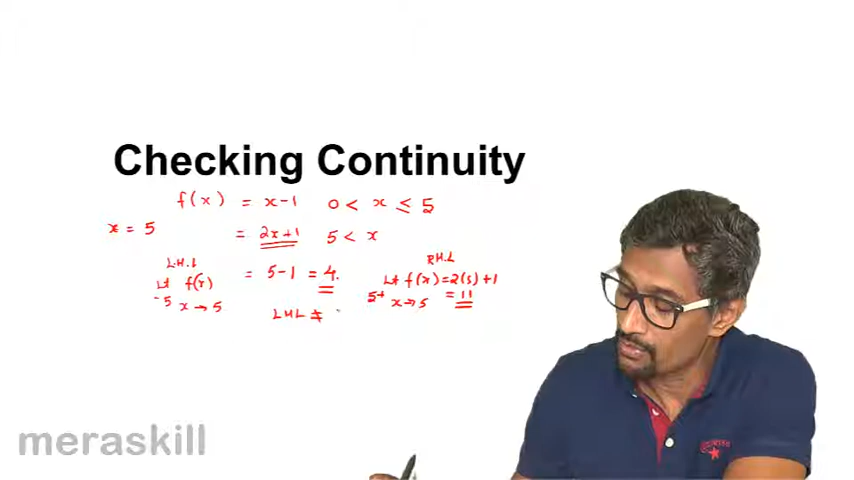 Checking Continuity
f(x) = x-1 0 < x ≤ 5
x = 5 = 2x+1 5 < x
L.H.L R.H.L
Lt f(x) = 5-1 = 4. Lt f(x) = 2(5) +1
-5 x→5 5+ x→5 = 11
LHL ≠
meraskill